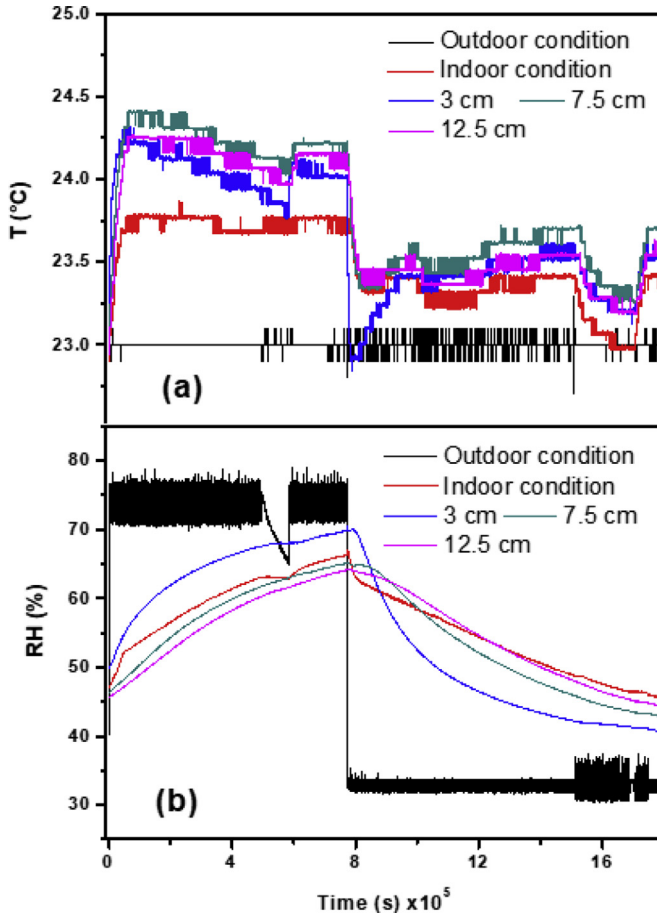 25.0
24.5
24.0
23.5
23.0
T (°C)
Outdoor condition
Indoor condition
3 cm 7.5 cm
12.5 cm
(a)
80
70
60
50
40
30
RH (%)
Outdoor condition
Indoor condition
3 cm 7.5 cm
12.5 cm
(b)
0 4 8 12 16
Time (s) x10⁵